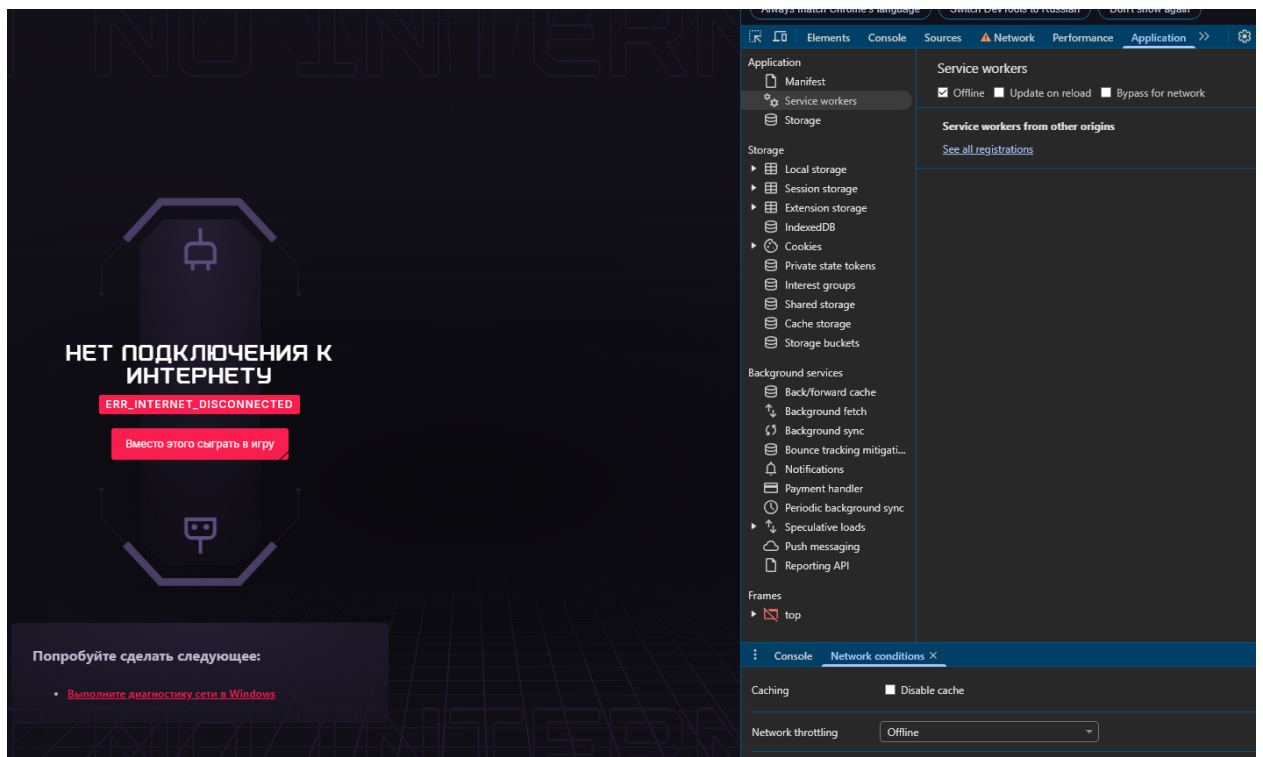 NO INTERN
НЕТ ПОДКЛЮЧЕНИЯ К
ИНТЕРНЕТУ
ERR_INTERNET_DISCONNECTED
Вместо этого сыграть в игру
Попробуйте сделать следующее:
• Выполните диагностику сети в Windows
INTERN
Always match Chrome's language
Switch DevTools to Russian
Don't show again
Elements
Console
Sources
Network
Performance
Application
Application
Manifest
Service workers
Storage
Storage
Local storage
Session storage
Extension storage
IndexedDB
Cookies
Private state tokens
Interest groups
Shared storage
Cache storage
Storage buckets
Background services
Back/forward cache
Background fetch
Background sync
Bounce tracking mitigati...
Notifications
Payment handler
Periodic background sync
Speculative loads
Push messaging
Reporting API
Frames
top
Service workers
Offline
Update on reload
Bypass for network
Service workers from other origins
See all registrations
Console
Network conditions
Caching
Disable cache
Network throttling
Offline